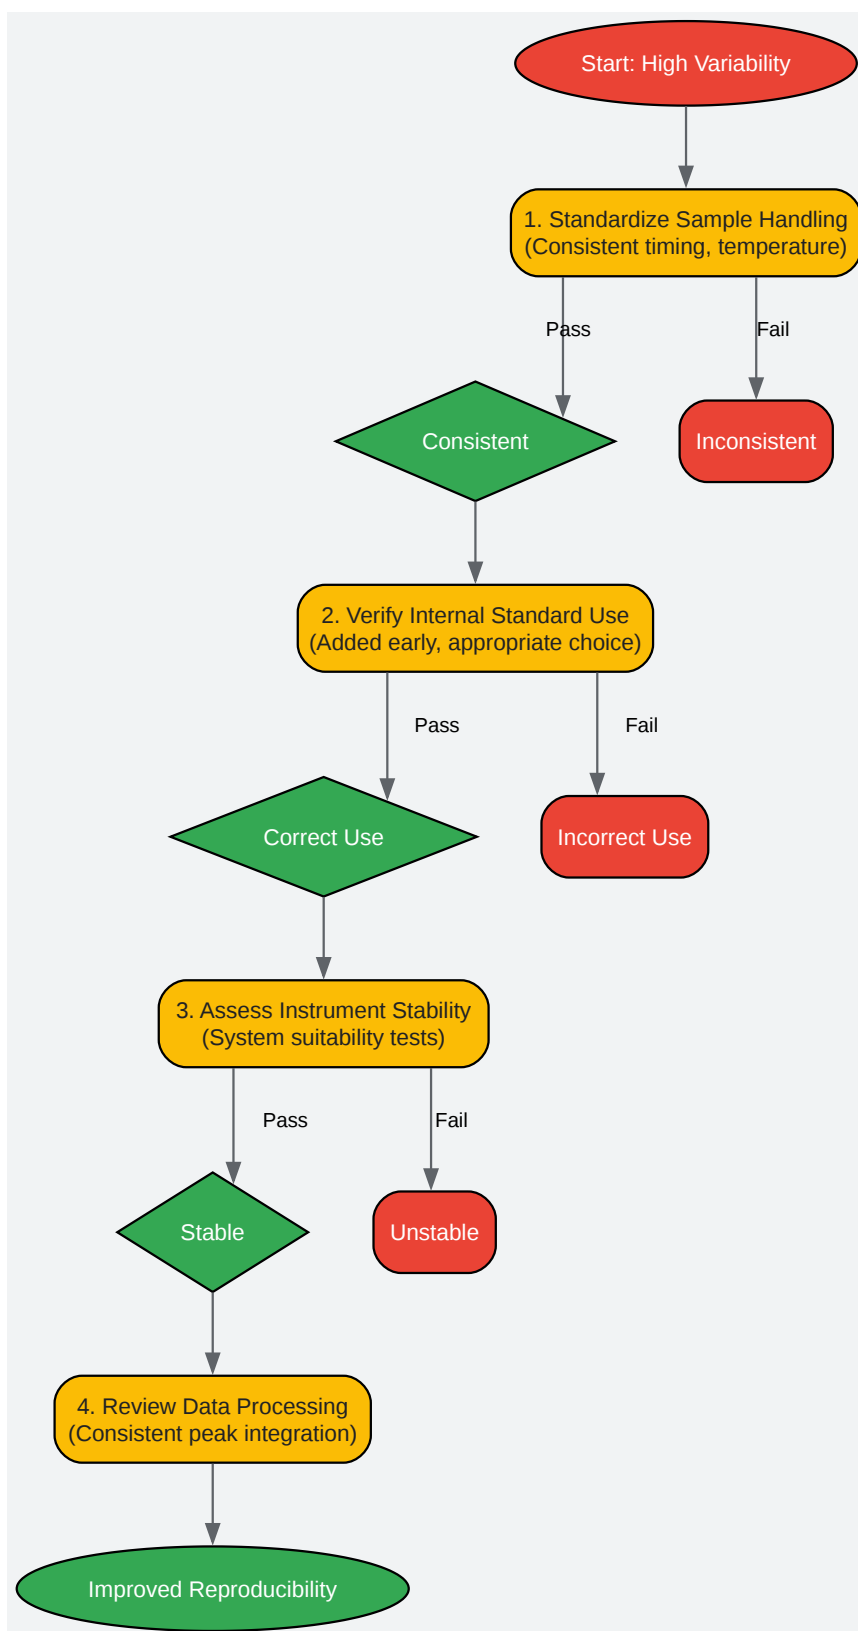 Start: High Variability
1. Standardize Sample Handling
(Consistent timing, temperature)
Pass
Fail
Consistent
Inconsistent
2. Verify Internal Standard Use
(Added early, appropriate choice)
Pass
Fail
Correct Use
Incorrect Use
3. Assess Instrument Stability
(System suitability tests)
Pass
Fail
Stable
Unstable
4. Review Data Processing
(Consistent peak integration)
Improved Reproducibility